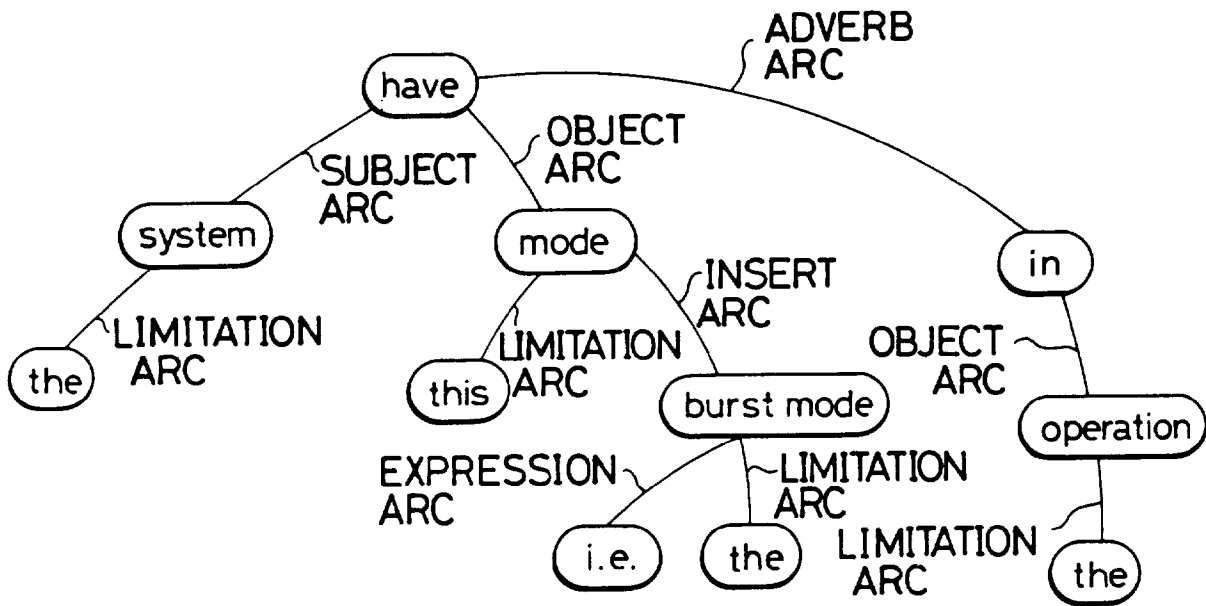 ADVERB
ARC
have
OBJECT
ARC
SUBJECT
ARC
system
mode
in
INSERT
ARC
LIMITATION
ARC
LIMITATION
ARC
OBJECT
ARC
the
this
burst mode
operation
EXPRESSION
ARC
LIMITATION
ARC
LIMITATION
ARC
i.e.
the
the